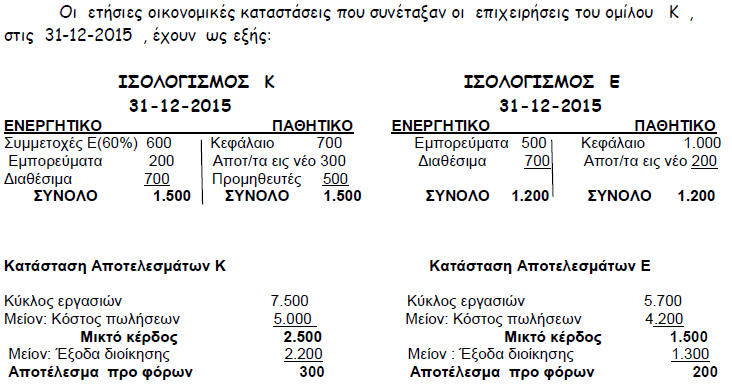 Οι ετήσιες οικονομικές καταστάσεις που συνέταξαν οι επιχειρήσεις του ομίλου Κ ,
στις 31-12-2015 , έχουν ως εξής:
ΙΣΟΛΟΓΙΣΜΟΣ Κ
31-12-2015
ΕΝΕΡΓΗΤΙΚΟ ΠΑΘΗΤΙΚΟ
Συμμετοχές Ε(60%) 600 Κεφάλαιο 700
Εμπορεύματα 200 Αποτ/τα εις νέο 300
Διαθέσιμα 700 Προμηθευτές 500
ΣΥΝΟΛΟ 1.500 ΣΥΝΟΛΟ 1.500
ΙΣΟΛΟΓΙΣΜΟΣ Ε
31-12-2015
ΕΝΕΡΓΗΤΙΚΟ ΠΑΘΗΤΙΚΟ
Εμπορεύματα 500 Κεφάλαιο 1.000
Διαθέσιμα 700 Αποτ/τα εις νέο 200
ΣΥΝΟΛΟ 1.200 ΣΥΝΟΛΟ 1.200
Κατάσταση Αποτελεσμάτων Κ
Κύκλος εργασιών 7.500
Μείον: Κόστος πωλήσεων 5.000
Μικτό κέρδος 2.500
Μείον: Έξοδα διοίκησης 2.200
Αποτέλεσμα προ φόρων 300
Κατάσταση Αποτελεσμάτων Ε
Κύκλος εργασιών 5.700
Μείον: Κόστος πωλήσεων 4.200
Μικτό κέρδος 1.500
Μείον : Έξοδα διοίκησης 1.300
Αποτέλεσμα προ φόρων 200